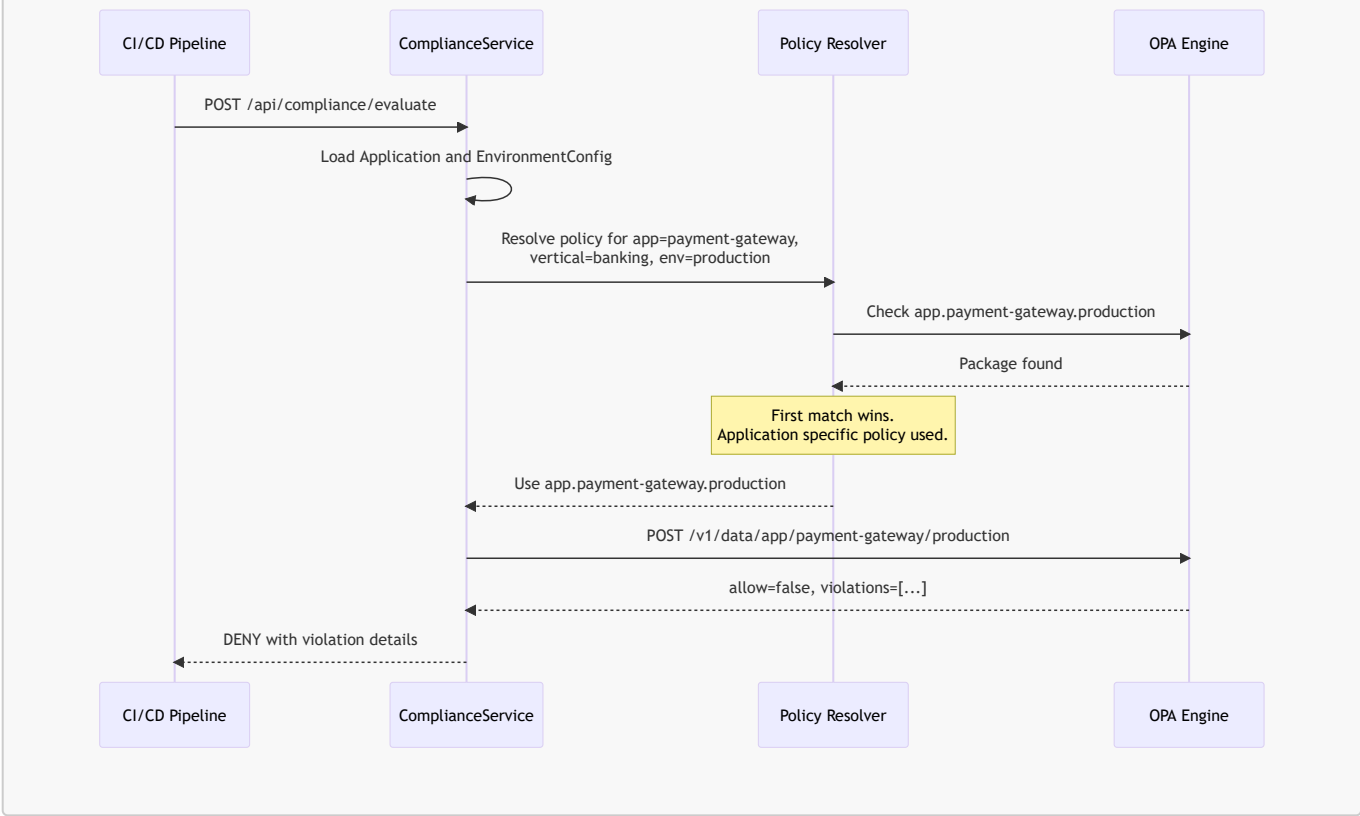 CI/CD Pipeline
ComplianceService
Policy Resolver
OPA Engine
POST /api/compliance/evaluate
Load Application and EnvironmentConfig
Resolve policy for app=payment-gateway,
vertical=banking, env=production
Check app.payment-gateway.production
Package found
First match wins.
Application specific policy used.
Use app.payment-gateway.production
POST /v1/data/app/payment-gateway/production
allow=false, violations=[...]
DENY with violation details
CI/CD Pipeline
ComplianceService
Policy Resolver
OPA Engine